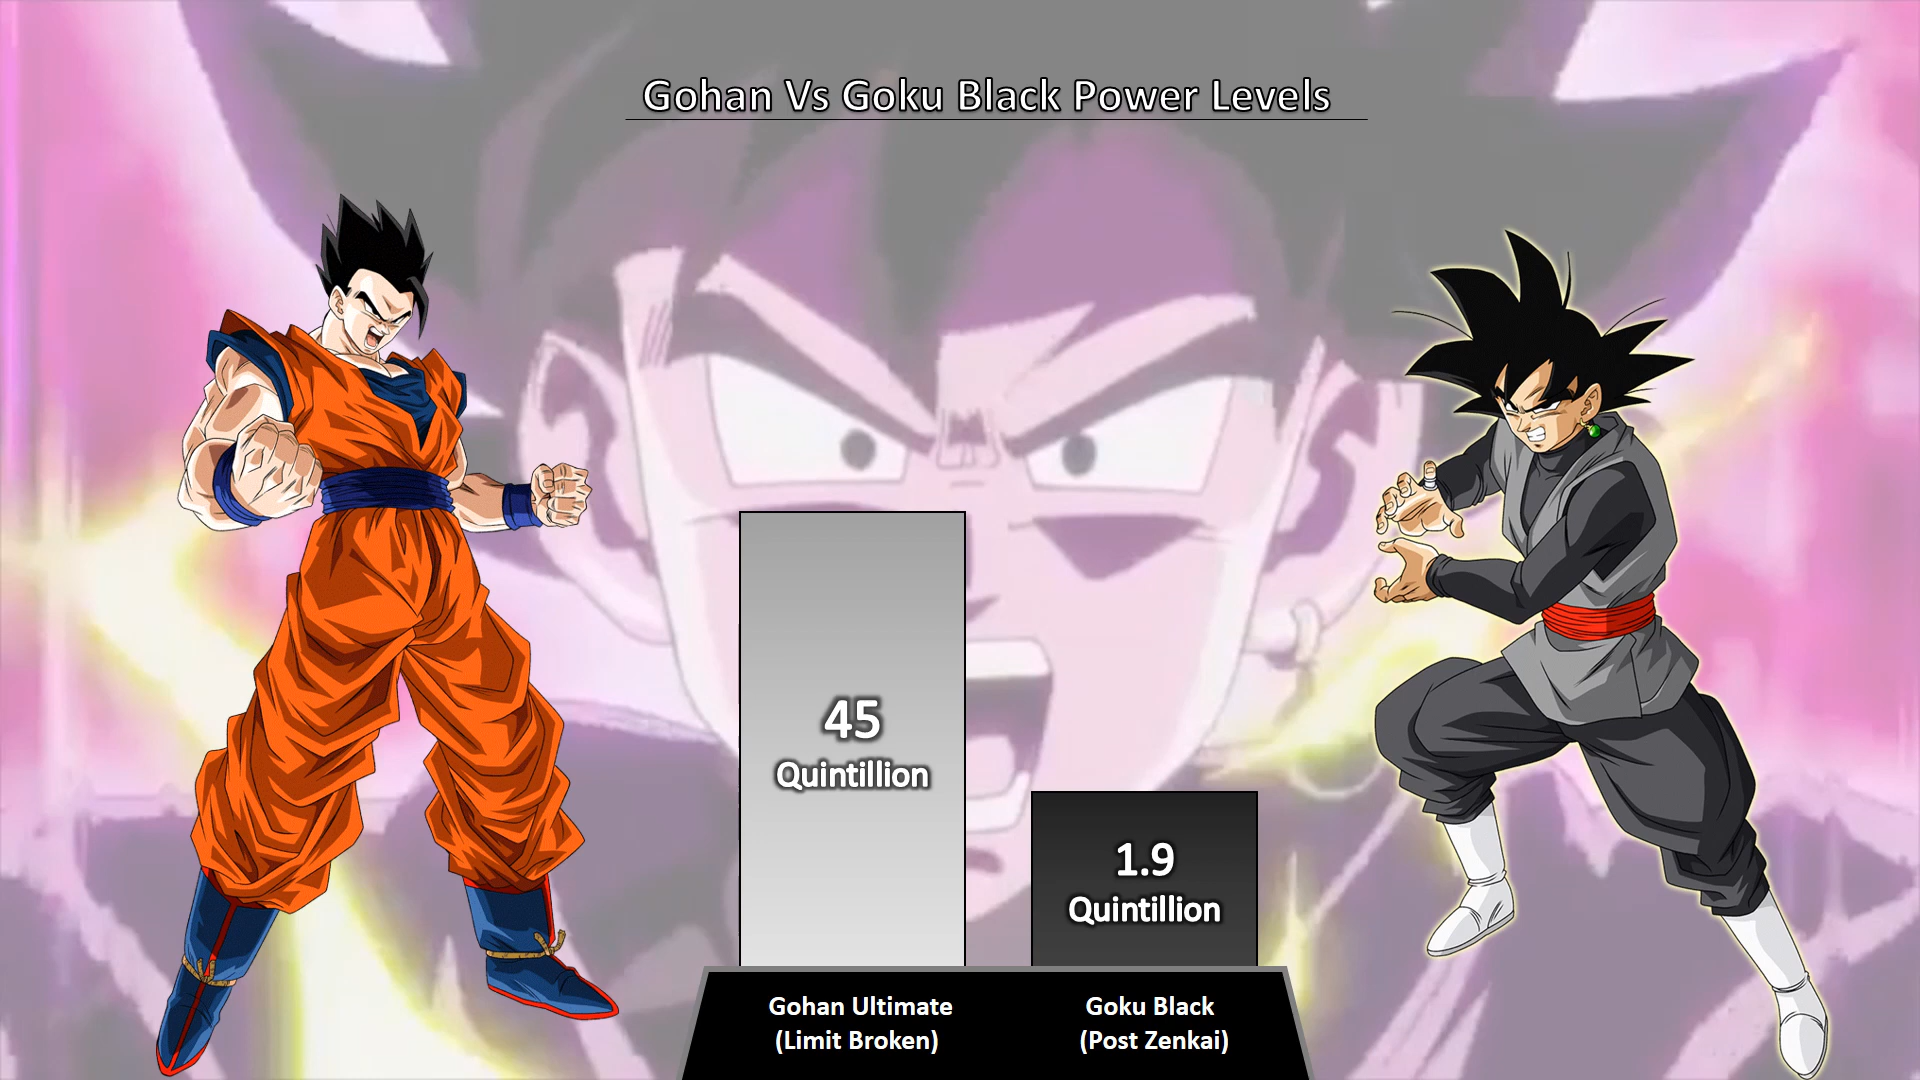 Gohan Vs Goku Black Power Levels
45
Quintillion
1.9
Quintillion
Gohan Ultimate
(Limit Broken)
Goku Black
(Post Zenkai)